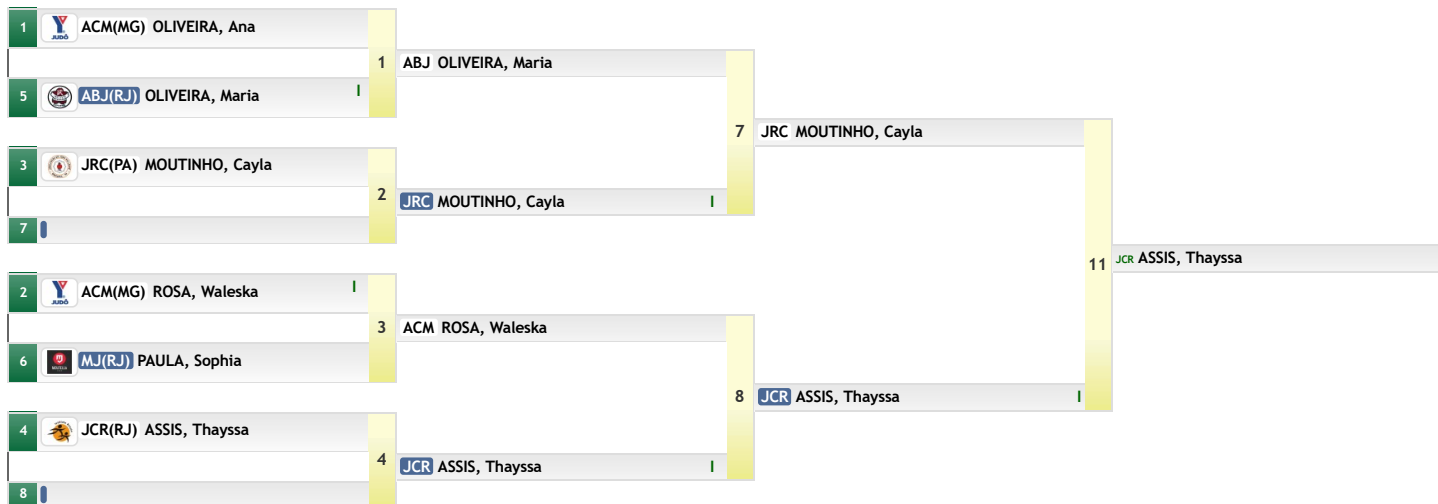 1 JUDÔ ACM(MG) OLIVEIRA, Ana
1 ABJ OLIVEIRA, Maria
5 ABJ(RJ) OLIVEIRA, Maria I
7 JRC MOUTINHO, Cayla
3 JRC(PA) MOUTINHO, Cayla
2 JRC MOUTINHO, Cayla I
7
11 JCR ASSIS, Thayssa
2 JUDÔ ACM(MG) ROSA, Waleska I
3 ACM ROSA, Waleska
6 MJ(RJ) PAULA, Sophia
8 JCR ASSIS, Thayssa I
4 JCR(RJ) ASSIS, Thayssa
4 JCR ASSIS, Thayssa I
8